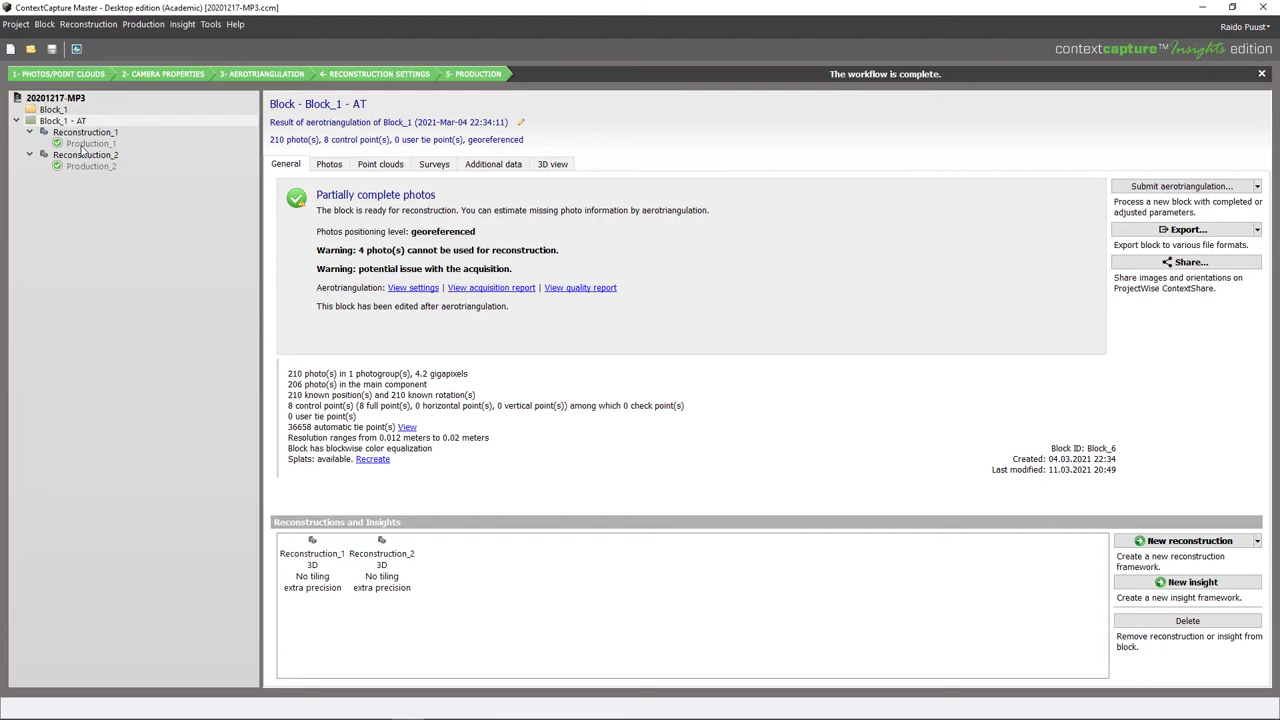 ContextCapture Master - Desktop edition (Academic) [20201217-MP3.ccm]
Project Block Reconstruction Production Insight Tools Help
Raido Puust
contextcapture™ Insights edition
1- PHOTOS/POINT CLOUDS 2- CAMERA PROPERTIES 3- AEROTRIANGULATION 4- RECONSTRUCTION SETTINGS 5- PRODUCTION The workflow is complete.
20201217-MP3
Block_1
Block_1 - AT
Reconstruction_1
Production_1
Reconstruction_2
Production_2
Block - Block_1 - AT
Result of aerotriangulation of Block_1 (2021-Mar-04 22:34:11)
210 photo(s), 8 control point(s), 0 user tie point(s), georeferenced
General Photos Point clouds Surveys Additional data 3D view
Partially complete photos
The block is ready for reconstruction. You can estimate missing photo information by aerotriangulation.
Photos positioning level: georeferenced
Warning: 4 photo(s) cannot be used for reconstruction.
Warning: potential issue with the acquisition.
Aerotriangulation: View settings | View acquisition report | View quality report
This block has been edited after aerotriangulation.
Submit aerotriangulation...
Process a new block with completed or
adjusted parameters.
Export...
Export block to various file formats.
Share...
Share images and orientations on
ProjectWise ContextShare.
210 photo(s) in 1 photogroup(s), 4.2 gigapixels
206 photo(s) in the main component
210 known position(s) and 210 known rotation(s)
8 control point(s) (8 full point(s), 0 horizontal point(s), 0 vertical point(s)) among which 0 check point(s)
0 user tie point(s)
36658 automatic tie point(s) View
Resolution ranges from 0.012 meters to 0.02 meters
Block has blockwise color equalization
Splats: available. Recreate
Block ID: Block_6
Created: 04.03.2021 22:34
Last modified: 11.03.2021 20:49
Reconstructions and Insights
Reconstruction_1 Reconstruction_2
3D 3D
No tiling No tiling
extra precision extra precision
New reconstruction
Create a new reconstruction
framework.
New insight
Create a new insight framework.
Delete
Remove reconstruction or insight from
block.